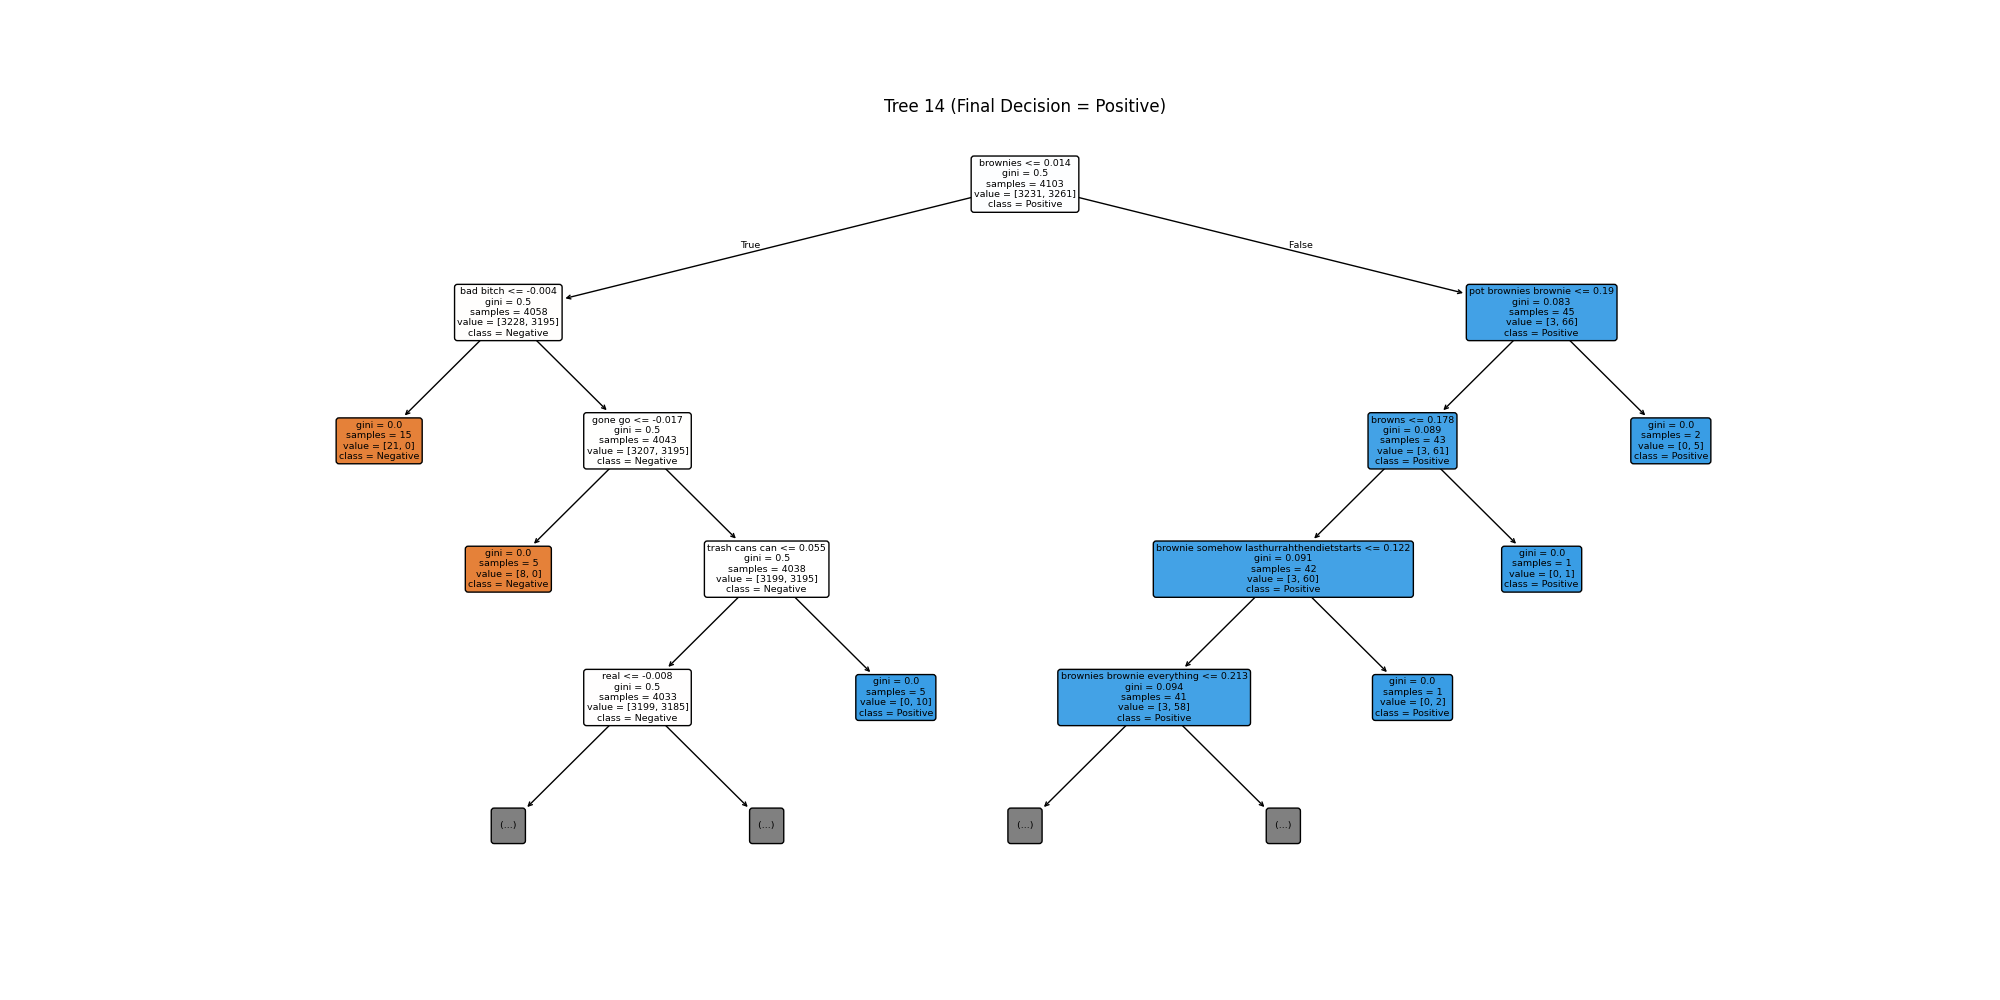 Tree 14 (Final Decision = Positive)
brownies <= 0.014
gini = 0.5
samples = 4103
value = [3231, 3261]
class = Positive
True
False
bad bitch <= -0.004
gini = 0.5
samples = 4058
value = [3228, 3195]
class = Negative
pot brownies brownie <= 0.19
gini = 0.083
samples = 45
value = [3, 66]
class = Positive
gini = 0.0
samples = 15
value = [21, 0]
class = Negative
gone go <= -0.017
gini = 0.5
samples = 4043
value = [3207, 3195]
class = Negative
browns <= 0.178
gini = 0.089
samples = 43
value = [3, 61]
class = Positive
gini = 0.0
samples = 2
value = [0, 5]
class = Positive
gini = 0.0
samples = 5
value = [8, 0]
class = Negative
trash cans can <= 0.055
gini = 0.5
samples = 4038
value = [3199, 3195]
class = Negative
brownie somehow lasthurrahthendietstarts <= 0.122
gini = 0.091
samples = 42
value = [3, 60]
class = Positive
gini = 0.0
samples = 1
value = [0, 1]
class = Positive
real <= -0.008
gini = 0.5
samples = 4033
value = [3199, 3185]
class = Negative
gini = 0.0
samples = 5
value = [0, 10]
class = Positive
brownies brownie everything <= 0.213
gini = 0.094
samples = 41
value = [3, 58]
class = Positive
gini = 0.0
samples = 1
value = [0, 2]
class = Positive
(...)
(...)
(...)
(...)